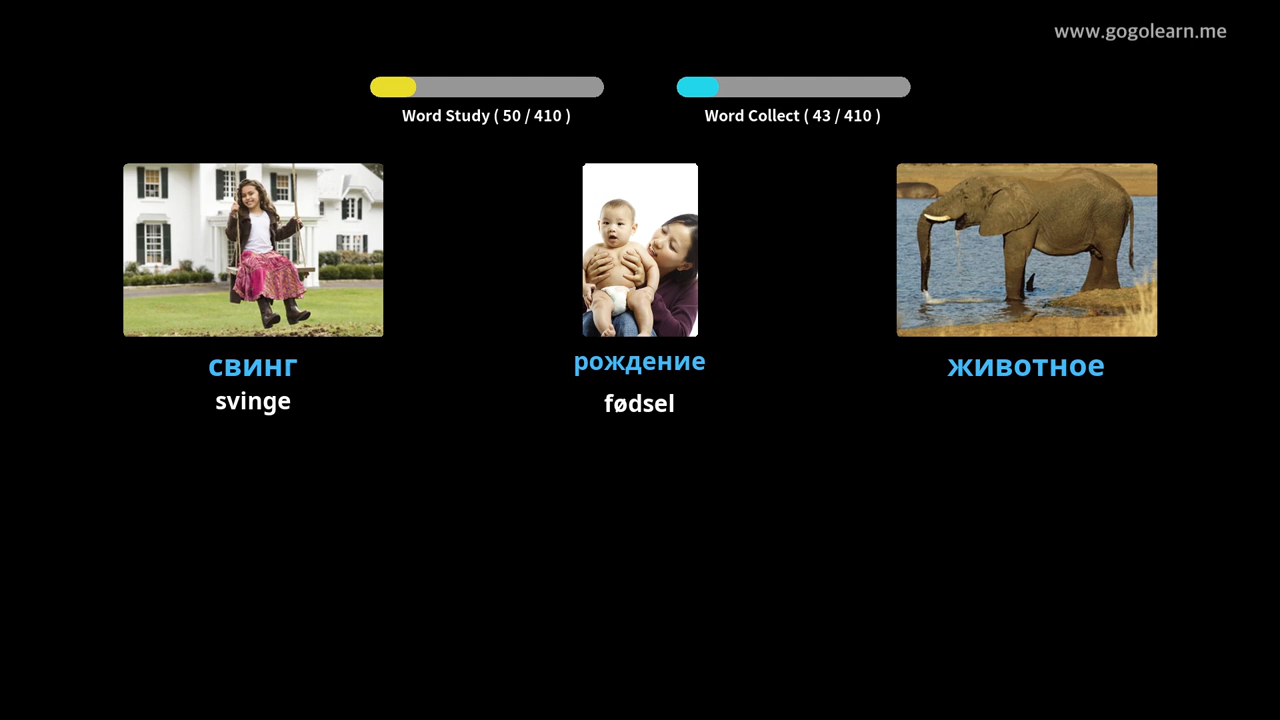 www.gogolearn.me
Word Study ( 50 / 410 )
Word Collect ( 43 / 410 )
свинг
svinge
рождение
fødsel
животное